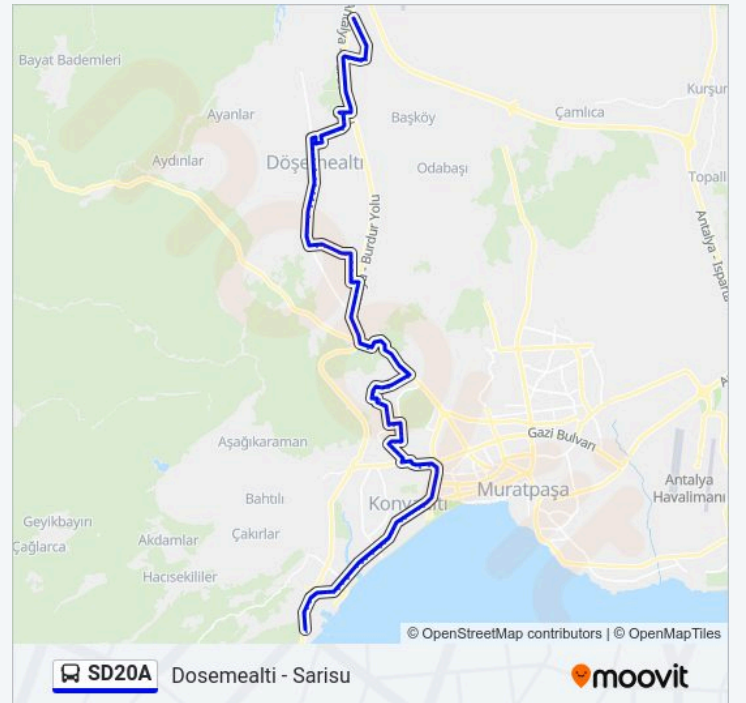 Antalya
Bayat Bademleri
Kurşun
Ayanlar
Başköy
Çamlıca
Aydınlar
Döşemealtı
Odabaşı
Topall
- Burdur Yolu
Antalya - Isparta
Gazi Bulvarı
Aşağıkaraman
Muratpaşa
Antalya
Havalimanı
Bahtılı
Konyaaltı
Geyikbayırı
Çağlarca
Akdamlar
Çakırlar
Hacısekililer
© OpenStreetMap contributors | © OpenMapTiles
SD20A Dosemealti - Sarisu
moovit